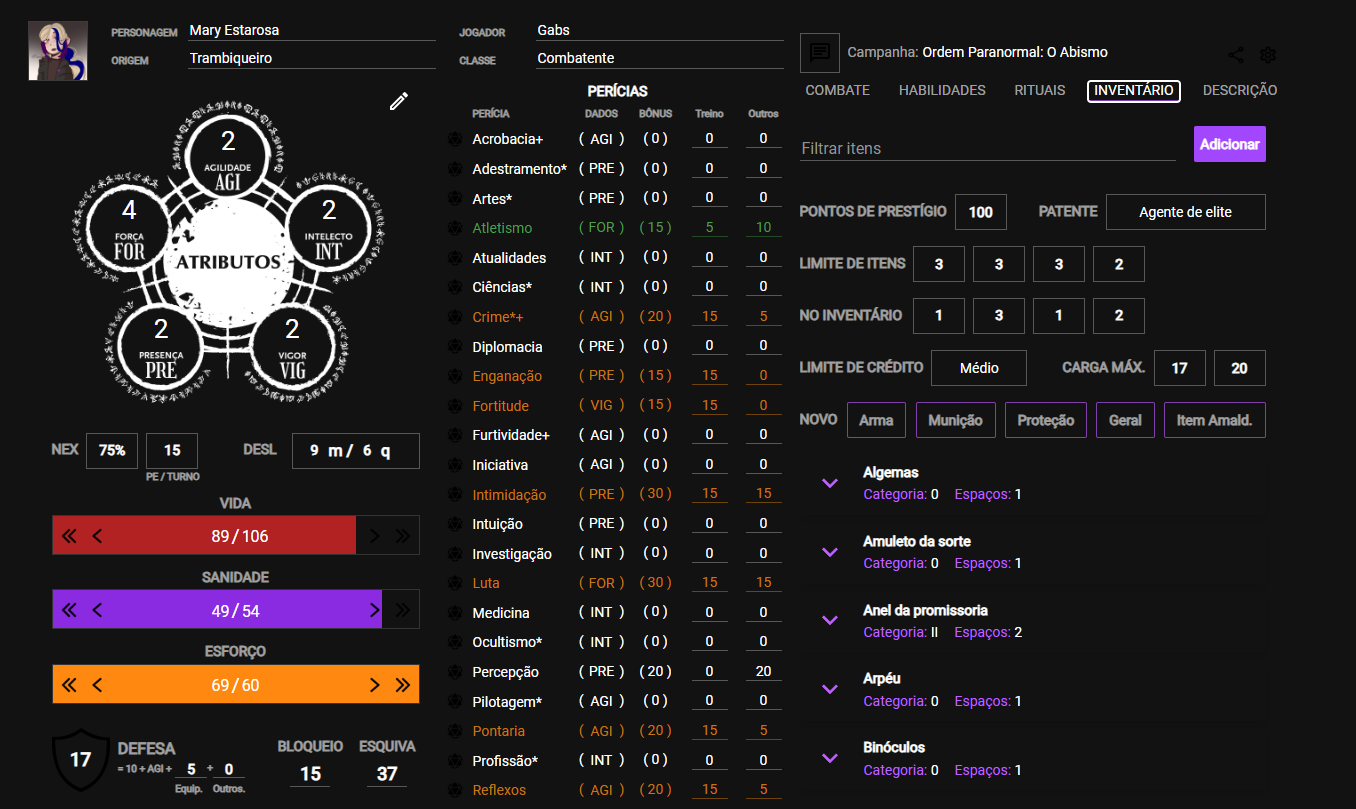 PERSONAGEM Mary Estarosa
ORIGEM Trambiqueiro
JOGADOR Gabs
CLASSE Combatente
2
AGILIDADE
AGI
4
FORÇA
FOR
2
INTELECTO
INT
ATRIBUTOS
2
PRESENÇA
PRE
2
VIGOR
VIG
NEX 75% 15 DESL 9 m / 6 q
PE / TURNO
VIDA
89 / 106
SANIDADE
49 / 54
ESFORÇO
69 / 60
17 DEFESA
= 10 + AGI + 5 + 0
Equip. Outros.
BLOQUEIO ESQUIVA
15 37
PERÍCIAS
PERÍCIA DADOS BÔNUS Treino Outros
Acrobacia+ ( AGI ) ( 0 ) 0 0
Adestramento* ( PRE ) ( 0 ) 0 0
Artes* ( PRE ) ( 0 ) 0 0
Atletismo ( FOR ) ( 15 ) 5 10
Atualidades ( INT ) ( 0 ) 0 0
Ciências* ( INT ) ( 0 ) 0 0
Crime*+ ( AGI ) ( 20 ) 15 5
Diplomacia ( PRE ) ( 0 ) 0 0
Enganação ( PRE ) ( 15 ) 15 0
Fortitude ( VIG ) ( 15 ) 15 0
Furtividade+ ( AGI ) ( 0 ) 0 0
Iniciativa ( AGI ) ( 0 ) 0 0
Intimidação ( PRE ) ( 30 ) 15 15
Intuição ( PRE ) ( 0 ) 0 0
Investigação ( INT ) ( 0 ) 0 0
Luta ( FOR ) ( 30 ) 15 15
Medicina ( INT ) ( 0 ) 0 0
Ocultismo* ( INT ) ( 0 ) 0 0
Percepção ( PRE ) ( 20 ) 0 20
Pilotagem* ( AGI ) ( 0 ) 0 0
Pontaria ( AGI ) ( 20 ) 15 5
Profissão* ( INT ) ( 0 ) 0 0
Reflexos ( AGI ) ( 20 ) 15 5
Campanha: Ordem Paranormal: O Abismo
COMBATE HABILIDADES RITUAIS INVENTÁRIO DESCRIÇÃO
Filtrar itens Adicionar
PONTOS DE PRESTÍGIO 100 PATENTE Agente de elite
LIMITE DE ITENS 3 3 3 2
NO INVENTÁRIO 1 3 1 2
LIMITE DE CRÉDITO Médio CARGA MÁX. 17 20
NOVO Arma Munição Proteção Geral Item Amald.
Algemas
Categoria: 0 Espaços: 1
Amuleto da sorte
Categoria: 0 Espaços: 1
Anel da promissoria
Categoria: II Espaços: 2
Arpéu
Categoria: 0 Espaços: 1
Binóculos
Categoria: 0 Espaços: 1